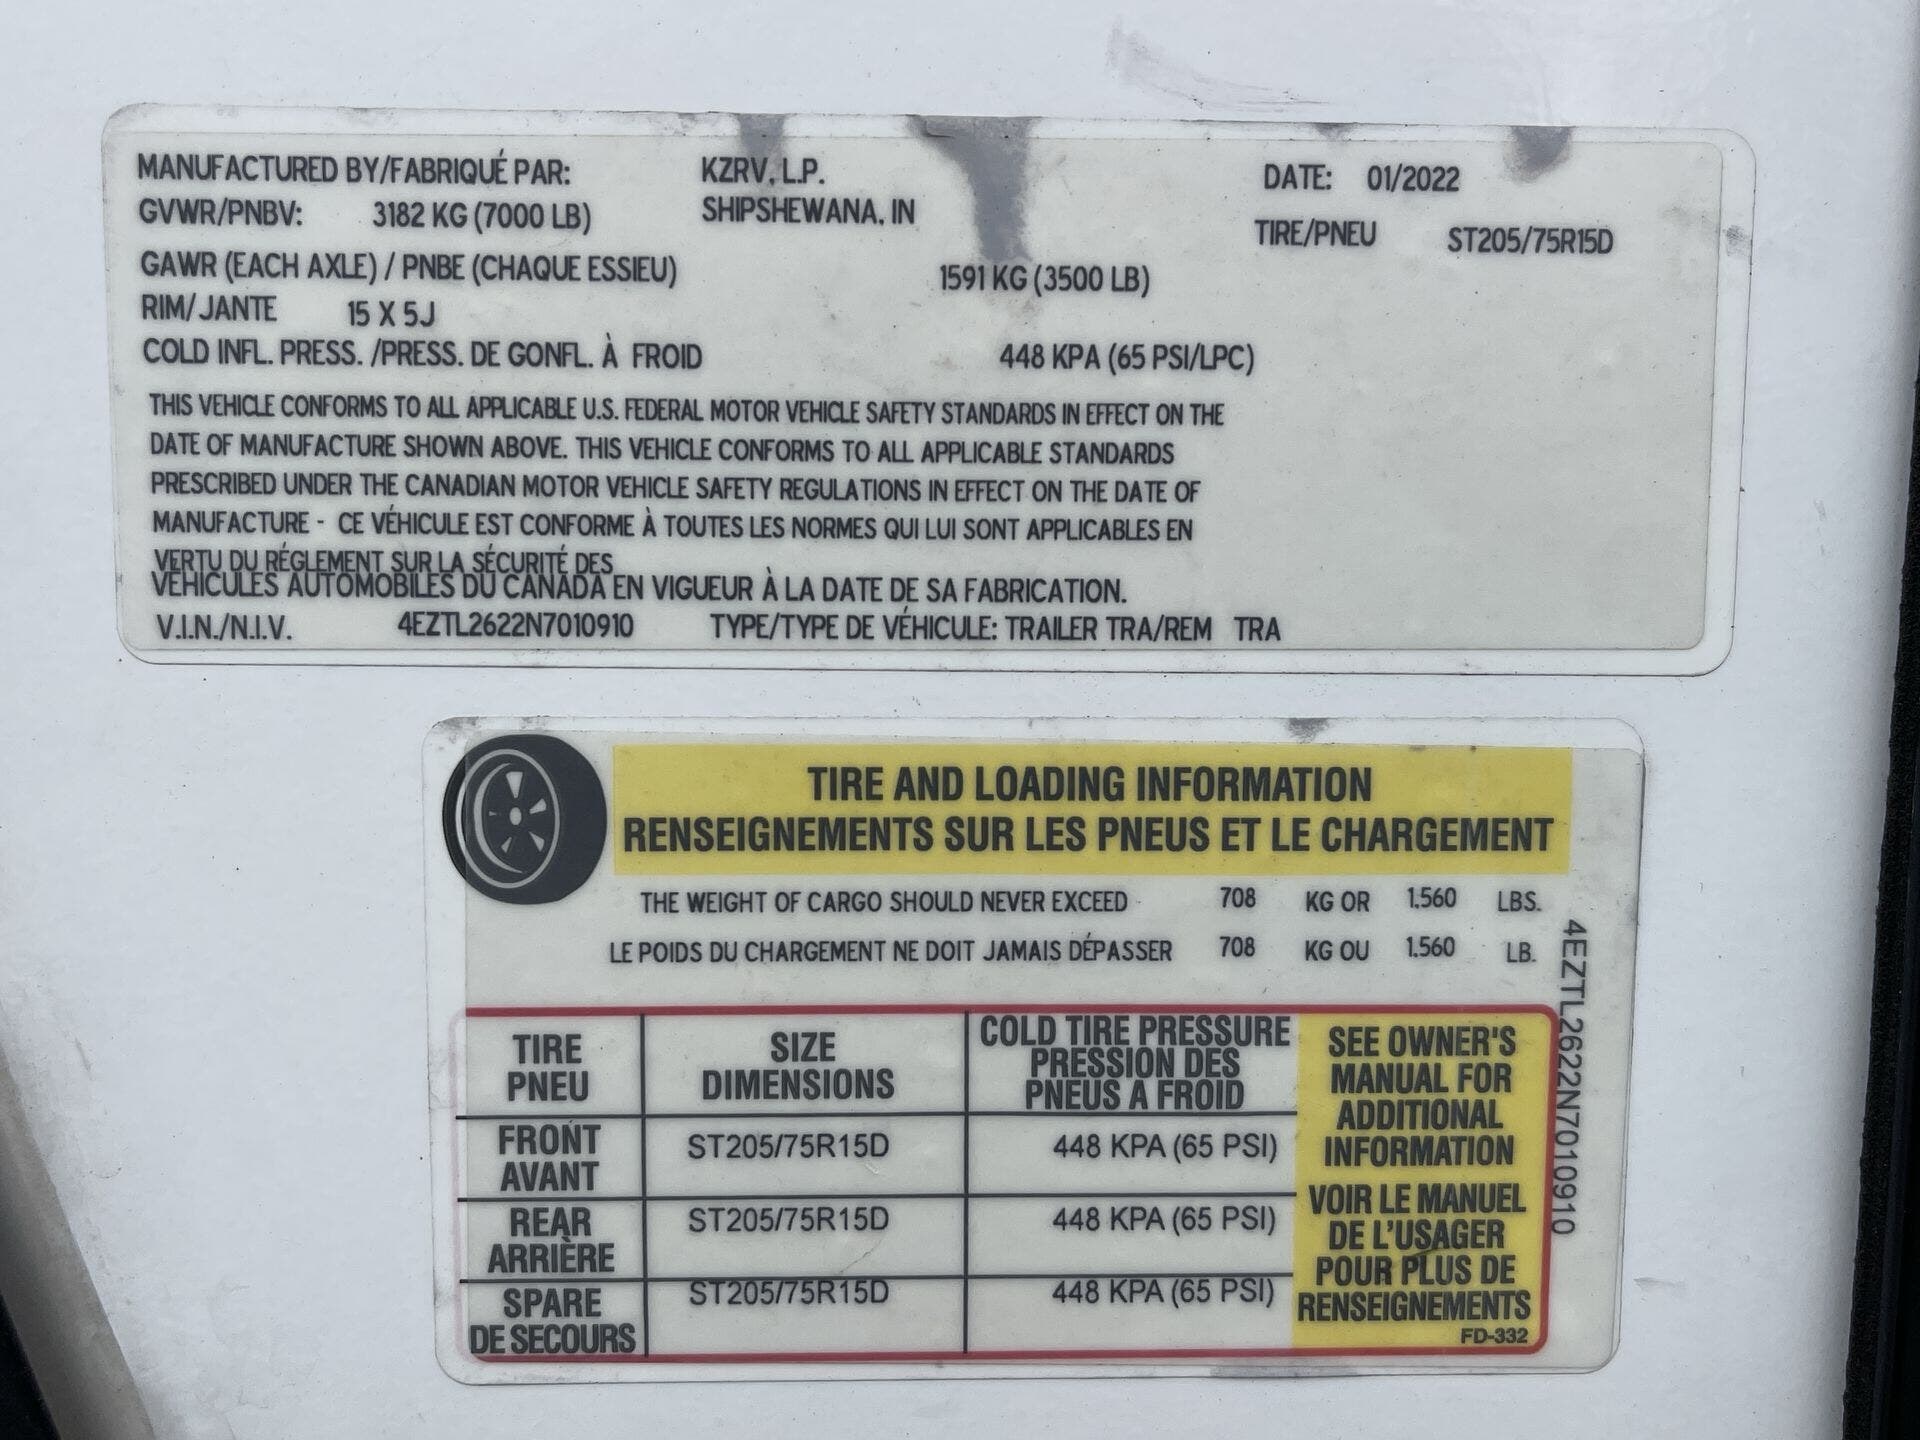 MANUFACTURED BY/FABRIQUÉ PAR: KZRV, L.P. DATE: 01/2022
GVWR/PNBV: 3182 KG (7000 LB) SHIPSHEWANA, IN TIRE/PNEU ST205/75R15D
GAWR (EACH AXLE) / PNBE (CHAQUE ESSIEU) 1591 KG (3500 LB)
RIM/JANTE 15 X 5J
COLD INFL. PRESS. /PRESS. DE GONFL. À FROID 448 KPA (65 PSI/LPC)
THIS VEHICLE CONFORMS TO ALL APPLICABLE U.S. FEDERAL MOTOR VEHICLE SAFETY STANDARDS IN EFFECT ON THE
DATE OF MANUFACTURE SHOWN ABOVE. THIS VEHICLE CONFORMS TO ALL APPLICABLE STANDARDS
PRESCRIBED UNDER THE CANADIAN MOTOR VEHICLE SAFETY REGULATIONS IN EFFECT ON THE DATE OF
MANUFACTURE - CE VÉHICULE EST CONFORME À TOUTES LES NORMES QUI LUI SONT APPLICABLES EN
VERTU DU RÉGLEMENT SUR LA SÉCURITÉ DES
VÉHICULES AUTOMOBILES DU CANADA EN VIGUEUR À LA DATE DE SA FABRICATION.
V.I.N./N.I.V. 4EZTL2622N7010910 TYPE/TYPE DE VÉHICULE: TRAILER TRA/REM TRA
TIRE AND LOADING INFORMATION
RENSEIGNEMENTS SUR LES PNEUS ET LE CHARGEMENT
THE WEIGHT OF CARGO SHOULD NEVER EXCEED 708 KG OR 1,560 LBS.
LE POIDS DU CHARGEMENT NE DOIT JAMAIS DÉPASSER 708 KG OU 1,560 LB.
TIRE
PNEU
SIZE
DIMENSIONS
COLD TIRE PRESSURE
PRESSION DES
PNEUS A FROID
FRONT
AVANT
ST205/75R15D
448 KPA (65 PSI)
REAR
ARRIÈRE
ST205/75R15D
448 KPA (65 PSI)
SPARE
DE SECOURS
ST205/75R15D
448 KPA (65 PSI)
SEE OWNER'S
MANUAL FOR
ADDITIONAL
INFORMATION
VOIR LE MANUEL
DE L'USAGER
POUR PLUS DE
RENSEIGNEMENTS
FD-332
4EZTL2622N7010910